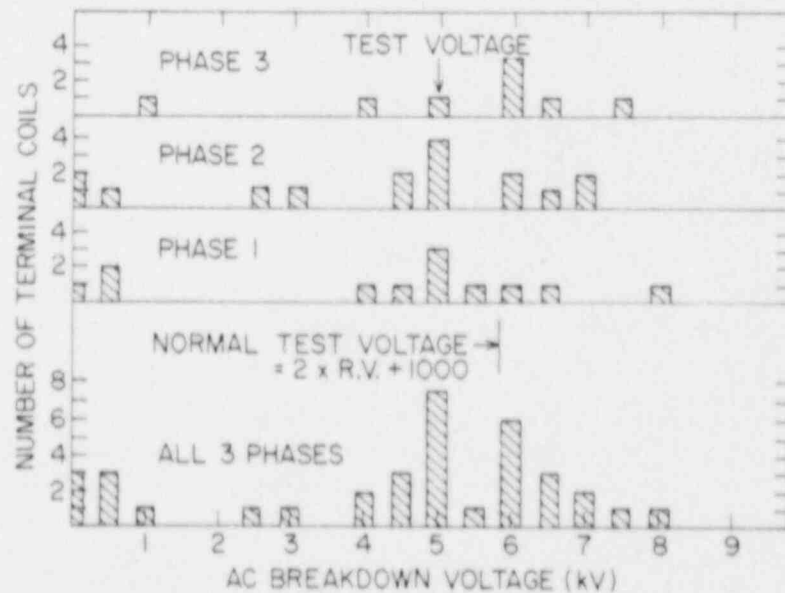 NUMBER OF TERMINAL COILS
4
2
PHASE 3
TEST VOLTAGE
4
2
PHASE 2
4
2
PHASE 1
NORMAL TEST VOLTAGE
= 2 x R.V. + 1000
8
6
4
2
ALL 3 PHASES
1 2 3 4 5 6 7 8 9
AC BREAKDOWN VOLTAGE (kV)